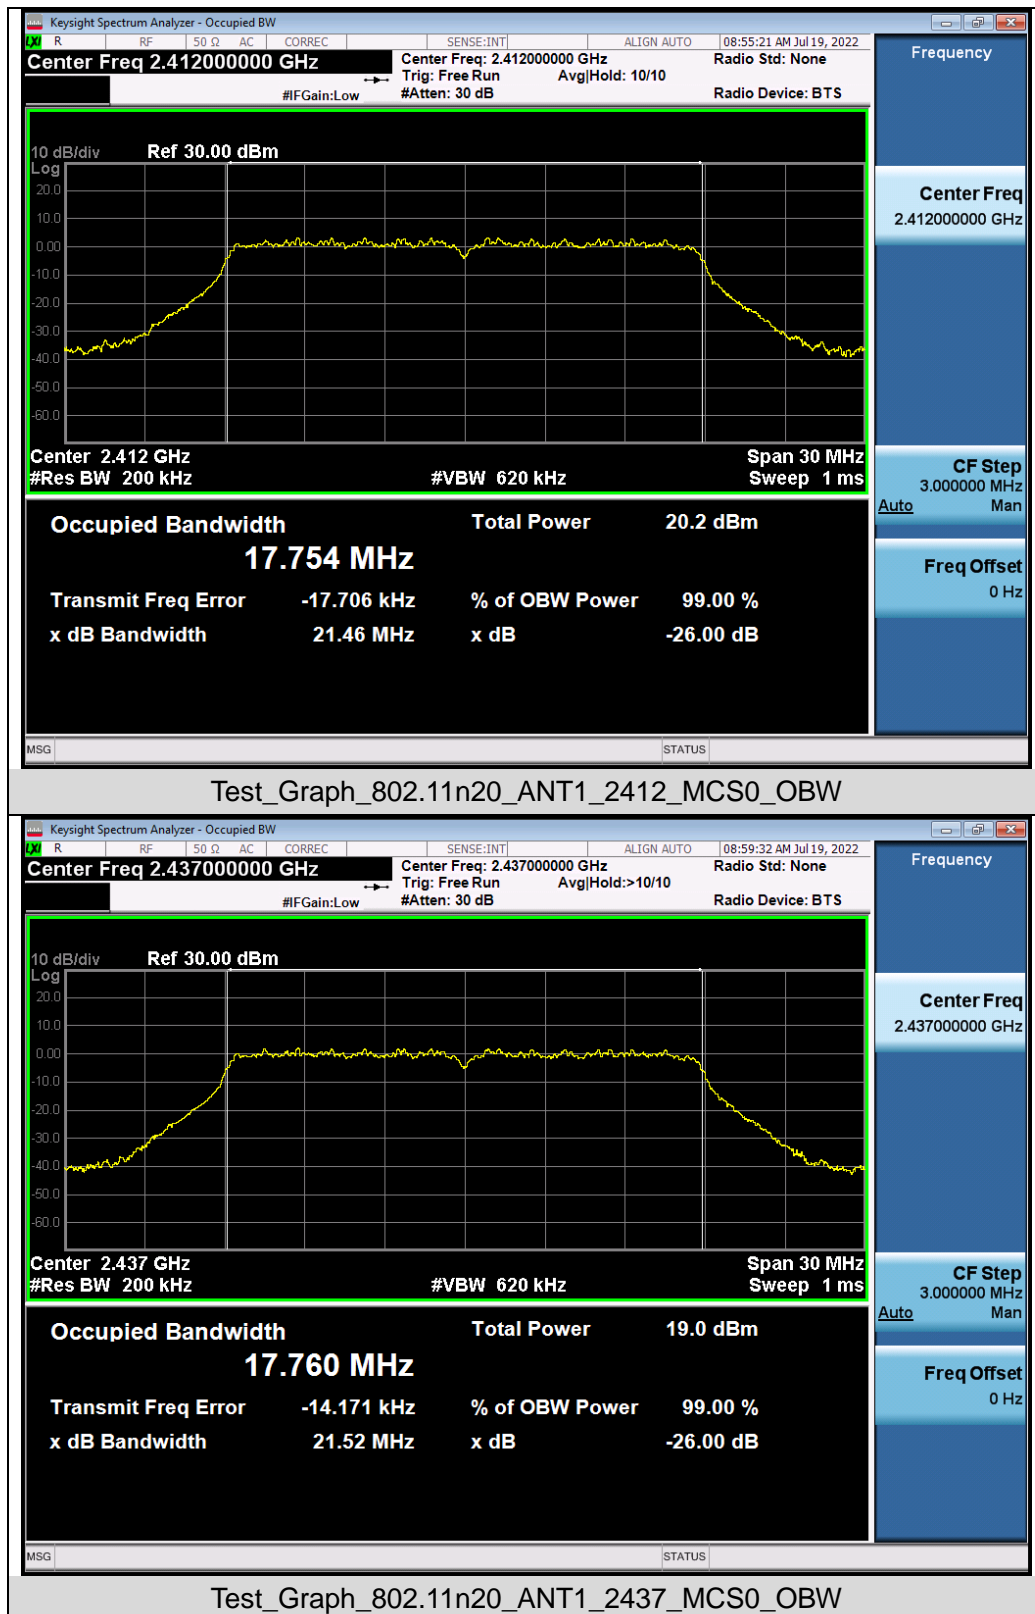 Keysight Spectrum Analyzer - Occupied BW
LXI R RF 50 Ω AC CORREC SENSE:INT ALIGN AUTO 08:55:21 AM Jul 19, 2022
Center Freq 2.412000000 GHz
Center Freq: 2.412000000 GHz Radio Std: None
Trig: Free Run Avg|Hold: 10/10
#IFGain:Low #Atten: 30 dB Radio Device: BTS
Frequency
10 dB/div Ref 30.00 dBm
Log
20.0
10.0
0.00
-10.0
-20.0
-30.0
-40.0
-50.0
-60.0
Center 2.412 GHz Span 30 MHz
#Res BW 200 kHz #VBW 620 kHz Sweep 1 ms
Center Freq
2.412000000 GHz
CF Step
3.000000 MHz
Auto Man
Freq Offset
0 Hz
Occupied Bandwidth Total Power 20.2 dBm
17.754 MHz
Transmit Freq Error -17.706 kHz % of OBW Power 99.00 %
x dB Bandwidth 21.46 MHz x dB -26.00 dB
MSG STATUS
Test_Graph_802.11n20_ANT1_2412_MCS0_OBW
Keysight Spectrum Analyzer - Occupied BW
LXI R RF 50 Ω AC CORREC SENSE:INT ALIGN AUTO 08:59:32 AM Jul 19, 2022
Center Freq 2.437000000 GHz
Center Freq: 2.437000000 GHz Radio Std: None
Trig: Free Run Avg|Hold:>10/10
#IFGain:Low #Atten: 30 dB Radio Device: BTS
Frequency
10 dB/div Ref 30.00 dBm
Log
20.0
10.0
0.00
-10.0
-20.0
-30.0
-40.0
-50.0
-60.0
Center 2.437 GHz Span 30 MHz
#Res BW 200 kHz #VBW 620 kHz Sweep 1 ms
Center Freq
2.437000000 GHz
CF Step
3.000000 MHz
Auto Man
Freq Offset
0 Hz
Occupied Bandwidth Total Power 19.0 dBm
17.760 MHz
Transmit Freq Error -14.171 kHz % of OBW Power 99.00 %
x dB Bandwidth 21.52 MHz x dB -26.00 dB
MSG STATUS
Test_Graph_802.11n20_ANT1_2437_MCS0_OBW